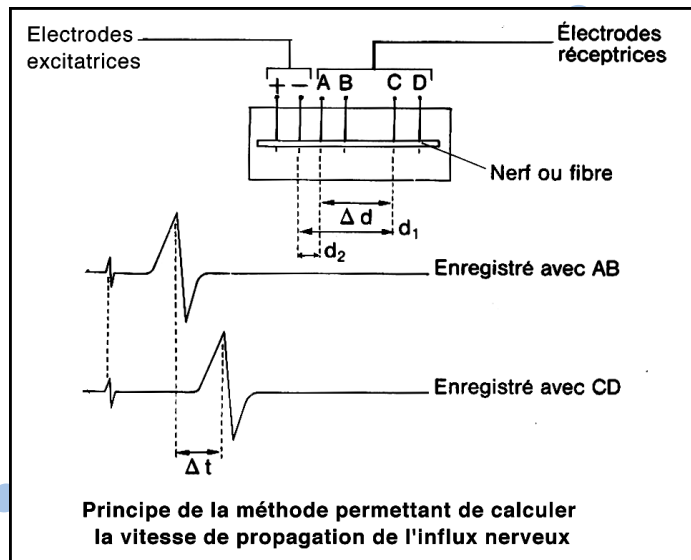 Electrodes
excitatrices
Électrodes
réceptrices
+ − A B C D
Nerf ou fibre
Δ d
d₁
d₂
Enregistré avec AB
Enregistré avec CD
Δ t
Principe de la méthode permettant de calculer
la vitesse de propagation de l'influx nerveux